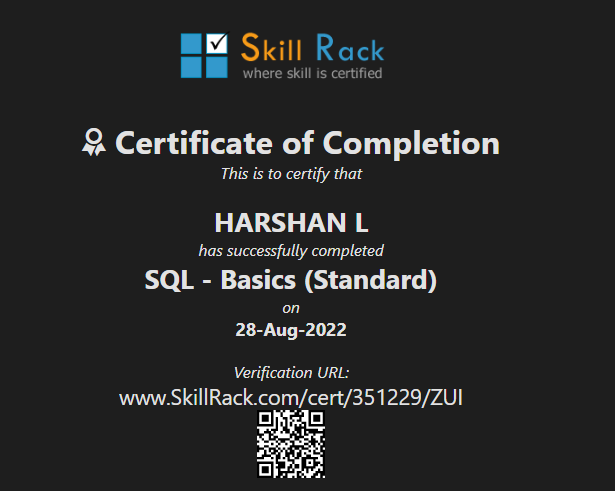 Skill Rack
where skill is certified
Certificate of Completion
This is to certify that
HARSHAN L
has successfully completed
SQL - Basics (Standard)
on
28-Aug-2022
Verification URL:
www.SkillRack.com/cert/351229/ZUI